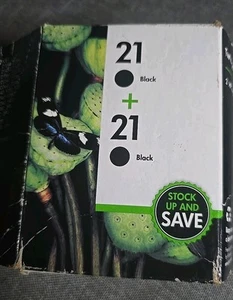 21
Black
+
21
Black
STOCK
UP AND
SAVE